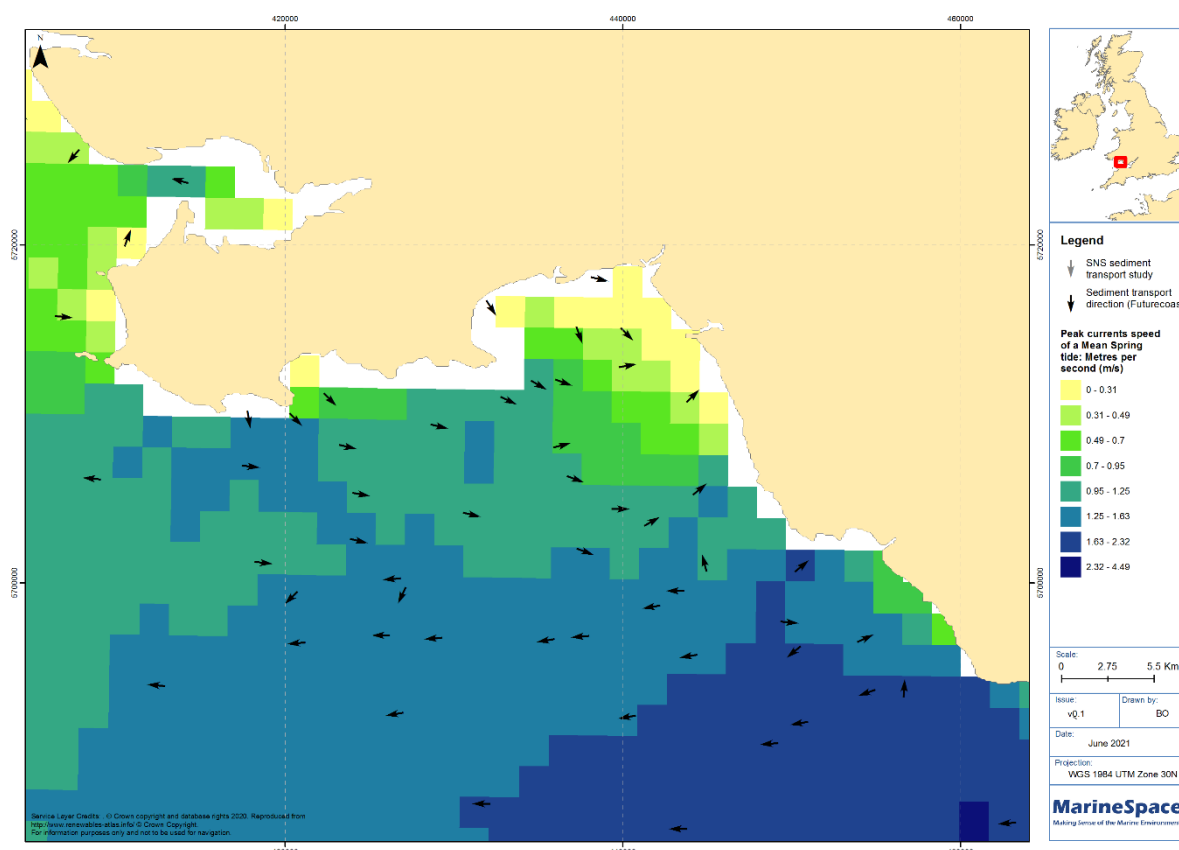 420000
440000
460000
N
5720000
5720000
5700000
5700000
Service Layer Credits: © Crown copyright and database rights 2020. Reproduced from
http://www.renewables-atlas.info/ © Crown Copyright.
For information purposes only and not to be used for navigation.
Legend
SNS sediment
transport study
Sediment transport
direction (Futurecoas
Peak currents speed
of a Mean Spring
tide: Metres per
second (m/s)
0 - 0.31
0.31 - 0.49
0.49 - 0.7
0.7 - 0.95
0.95 - 1.25
1.25 - 1.63
1.63 - 2.32
2.32 - 4.49
Scale:
0 2.75 5.5 Km
Issue: Drawn by:
v0.1 BO
Date:
June 2021
Projection:
WGS 1984 UTM Zone 30N
MarineSpace
Making Sense of the Marine Environment